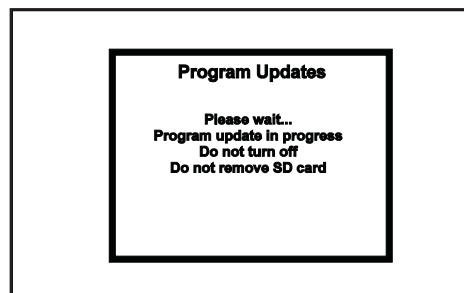 Program Updates
Please wait...
Program update in progress
Do not turn off
Do not remove SD card